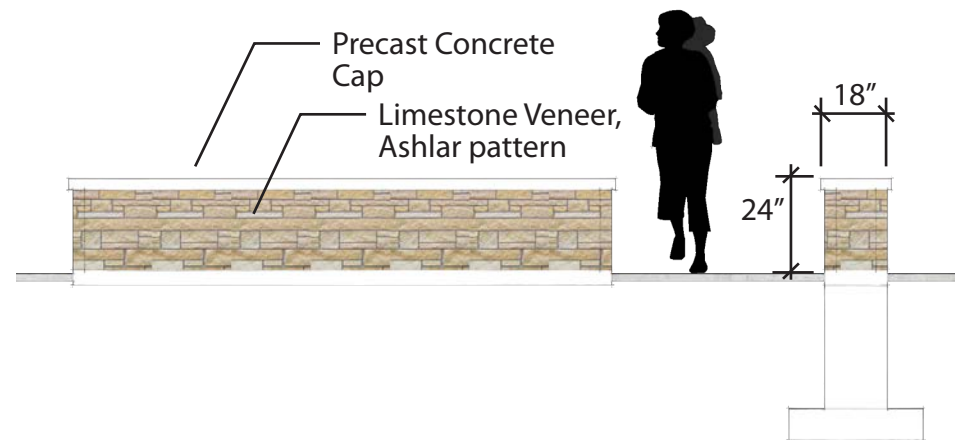 Precast Concrete
Cap
Limestone Veneer,
Ashlar pattern
18”
24”